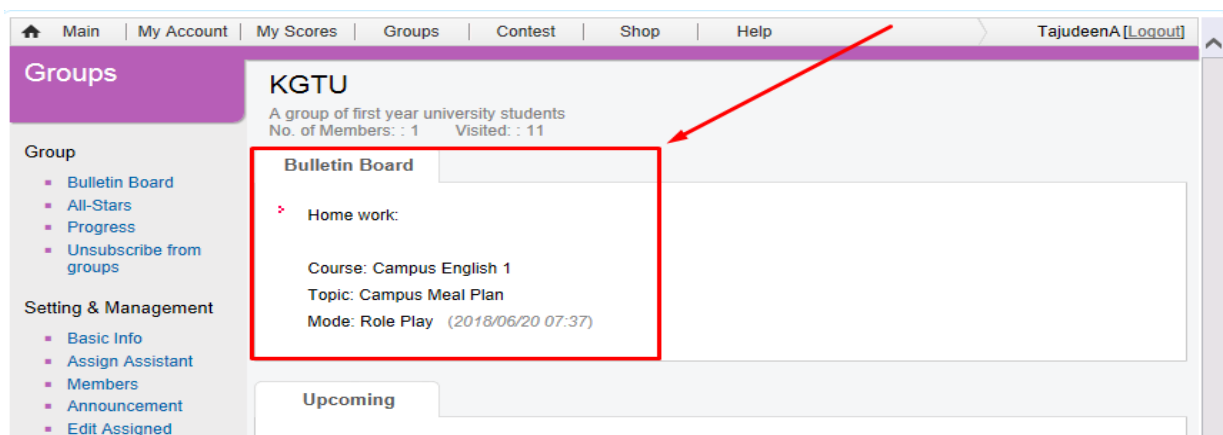 Main | My Account | My Scores | Groups | Contest | Shop | Help TajudeenA [Logout]
Groups
Group
Bulletin Board
All-Stars
Progress
Unsubscribe from
groups
Setting & Management
Basic Info
Assign Assistant
Members
Announcement
Edit Assigned
KGTU
A group of first year university students
No. of Members: : 1 Visited: : 11
Bulletin Board
Home work:
Course: Campus English 1
Topic: Campus Meal Plan
Mode: Role Play (2018/06/20 07:37)
Upcoming